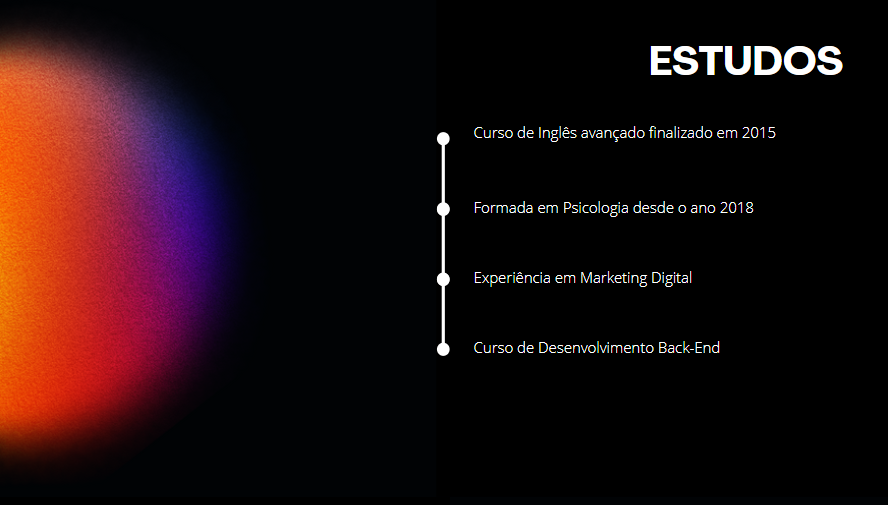 ESTUDOS
Curso de Inglês avançado finalizado em 2015
Formada em Psicologia desde o ano 2018
Experiência em Marketing Digital
Curso de Desenvolvimento Back-End